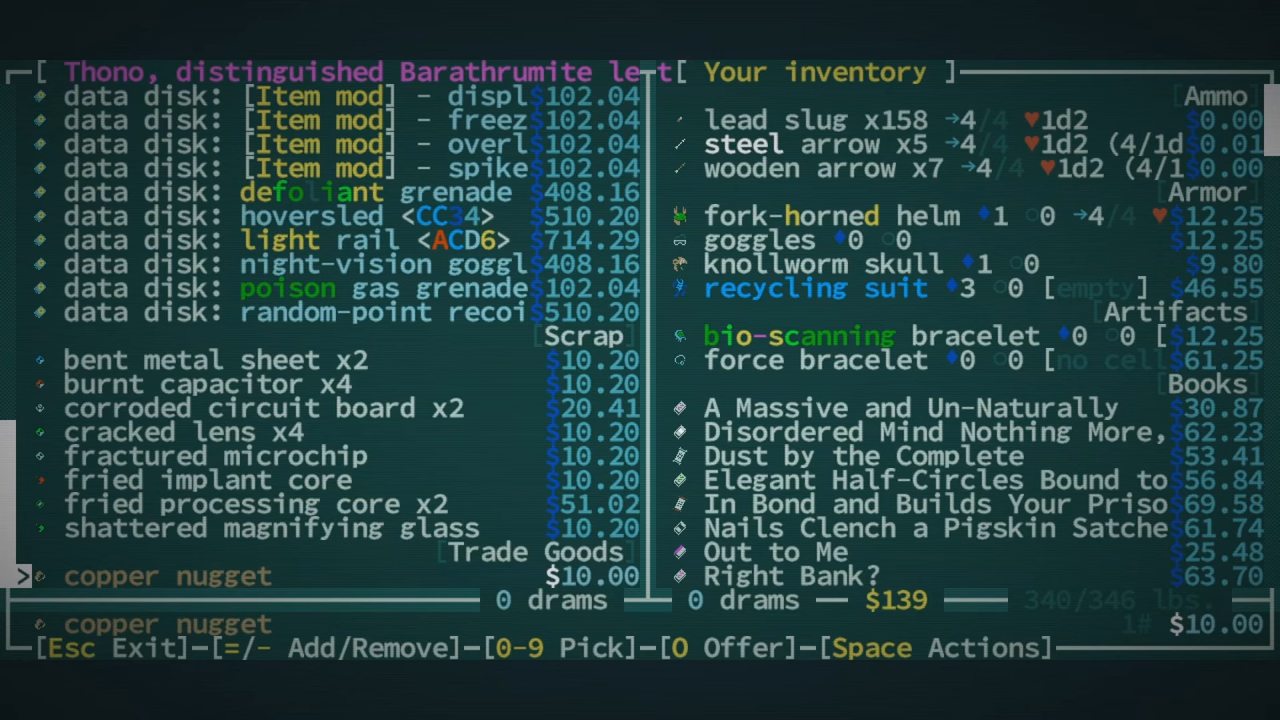 [ Thono, distinguished Barathrumite le
data disk: [Item mod] - displ $102.04
data disk: [Item mod] - freez $102.04
data disk: [Item mod] - overl $102.04
data disk: [Item mod] - spike $102.04
data disk: defoliant grenade $408.16
data disk: hoversled <CC34> $510.20
data disk: light rail <ACD6> $714.29
data disk: night-vision goggl $408.16
data disk: poison gas grenade $102.04
data disk: random-point recoi $510.20
[Scrap]
bent metal sheet x2 $10.20
burnt capacitor x4 $10.20
corroded circuit board x2 $20.41
cracked lens x4 $10.20
fractured microchip $10.20
fried implant core $10.20
fried processing core x2 $51.02
shattered magnifying glass $10.20
[Trade Goods]
> copper nugget $10.00
0 drams
t[ Your inventory ]
[Ammo]
lead slug x158 →4/4 ♥1d2 $0.00
steel arrow x5 →4/4 ♥1d2 (4/1d $0.01
wooden arrow x7 →4/4 ♥1d2 (4/1 $0.00
[Armor]
fork-horned helm ♦1 ○0 →4/4 ♥ $12.25
goggles ♦0 ○0 $12.25
knollworm skull ♦1 ○0 $9.80
recycling suit ♦3 ○0 [empty] $46.55
[Artifacts]
bio-scanning bracelet ♦0 ○0 [ $12.25
force bracelet ♦0 ○0 [no cell $61.25
[Books]
A Massive and Un-Naturally $30.87
Disordered Mind Nothing More, $62.23
Dust by the Complete $53.41
Elegant Half-Circles Bound to $56.84
In Bond and Builds Your Priso $69.58
Nails Clench a Pigskin Satche $61.74
Out to Me $25.48
Right Bank? $63.70
0 drams — $139 340/346 lbs.
copper nugget 1# $10.00
[Esc Exit]—[=/- Add/Remove]—[0-9 Pick]—[O Offer]—[Space Actions]